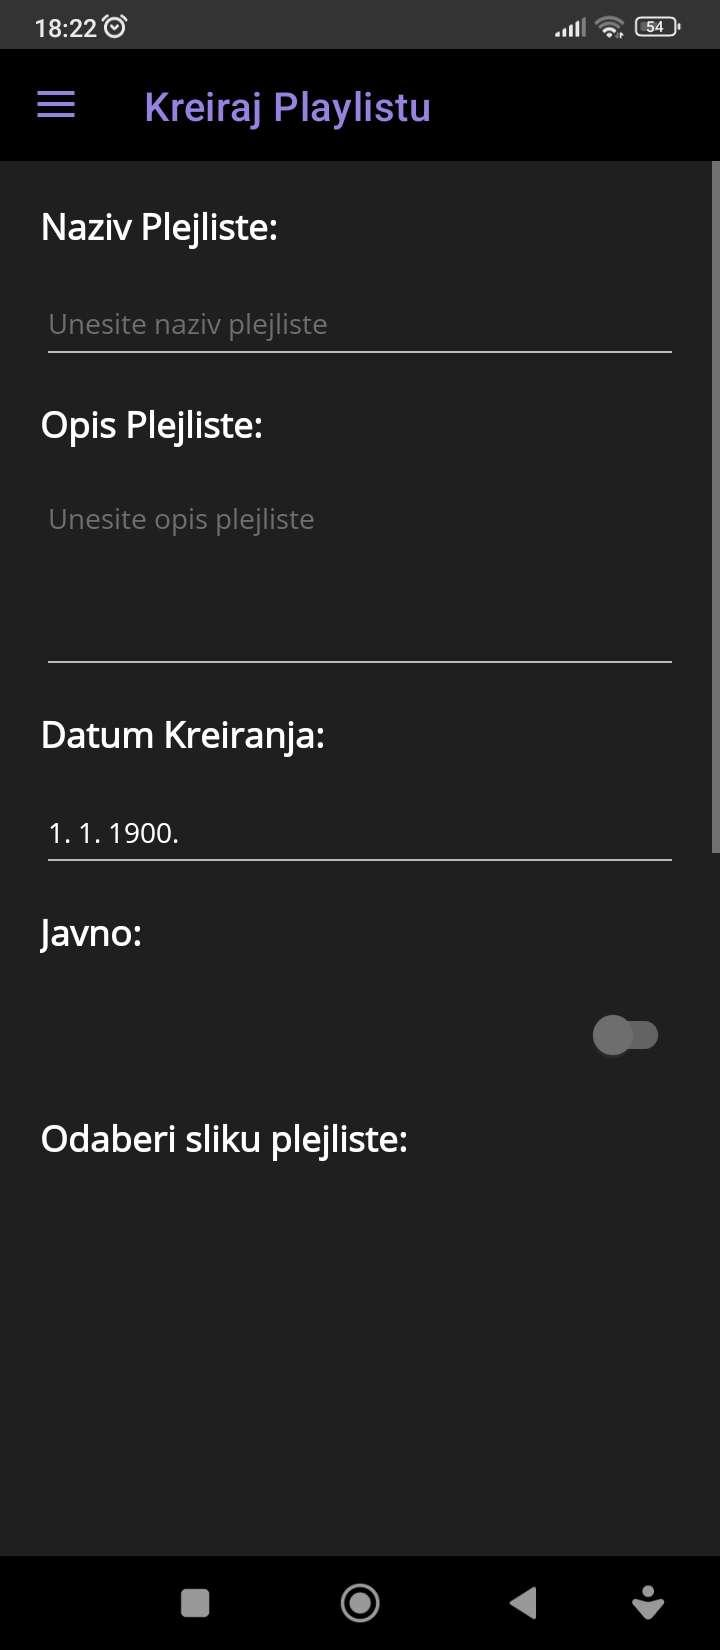 18:22
54
Kreiraj Playlistu
Naziv Plejliste:
Unesite naziv plejliste
Opis Plejliste:
Unesite opis plejliste
Datum Kreiranja:
1. 1. 1900.
Javno:
Odaberi sliku plejliste: